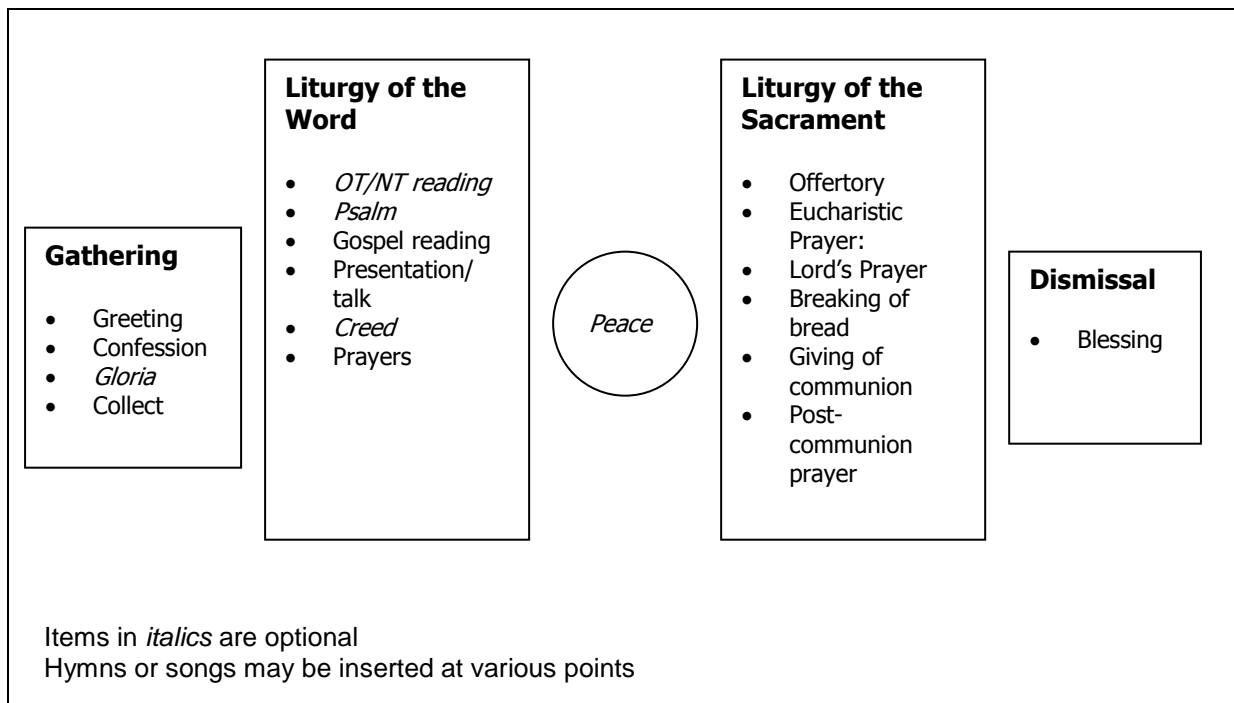 Gathering
• Greeting
• Confession
• Gloria
• Collect
Liturgy of the
Word
• OT/NT reading
• Psalm
• Gospel reading
• Presentation/
talk
• Creed
• Prayers
Peace
Liturgy of the
Sacrament
• Offertory
• Eucharistic
Prayer:
• Lord's Prayer
• Breaking of
bread
• Giving of
communion
• Post-
communion
prayer
Dismissal
• Blessing
Items in italics are optional
Hymns or songs may be inserted at various points